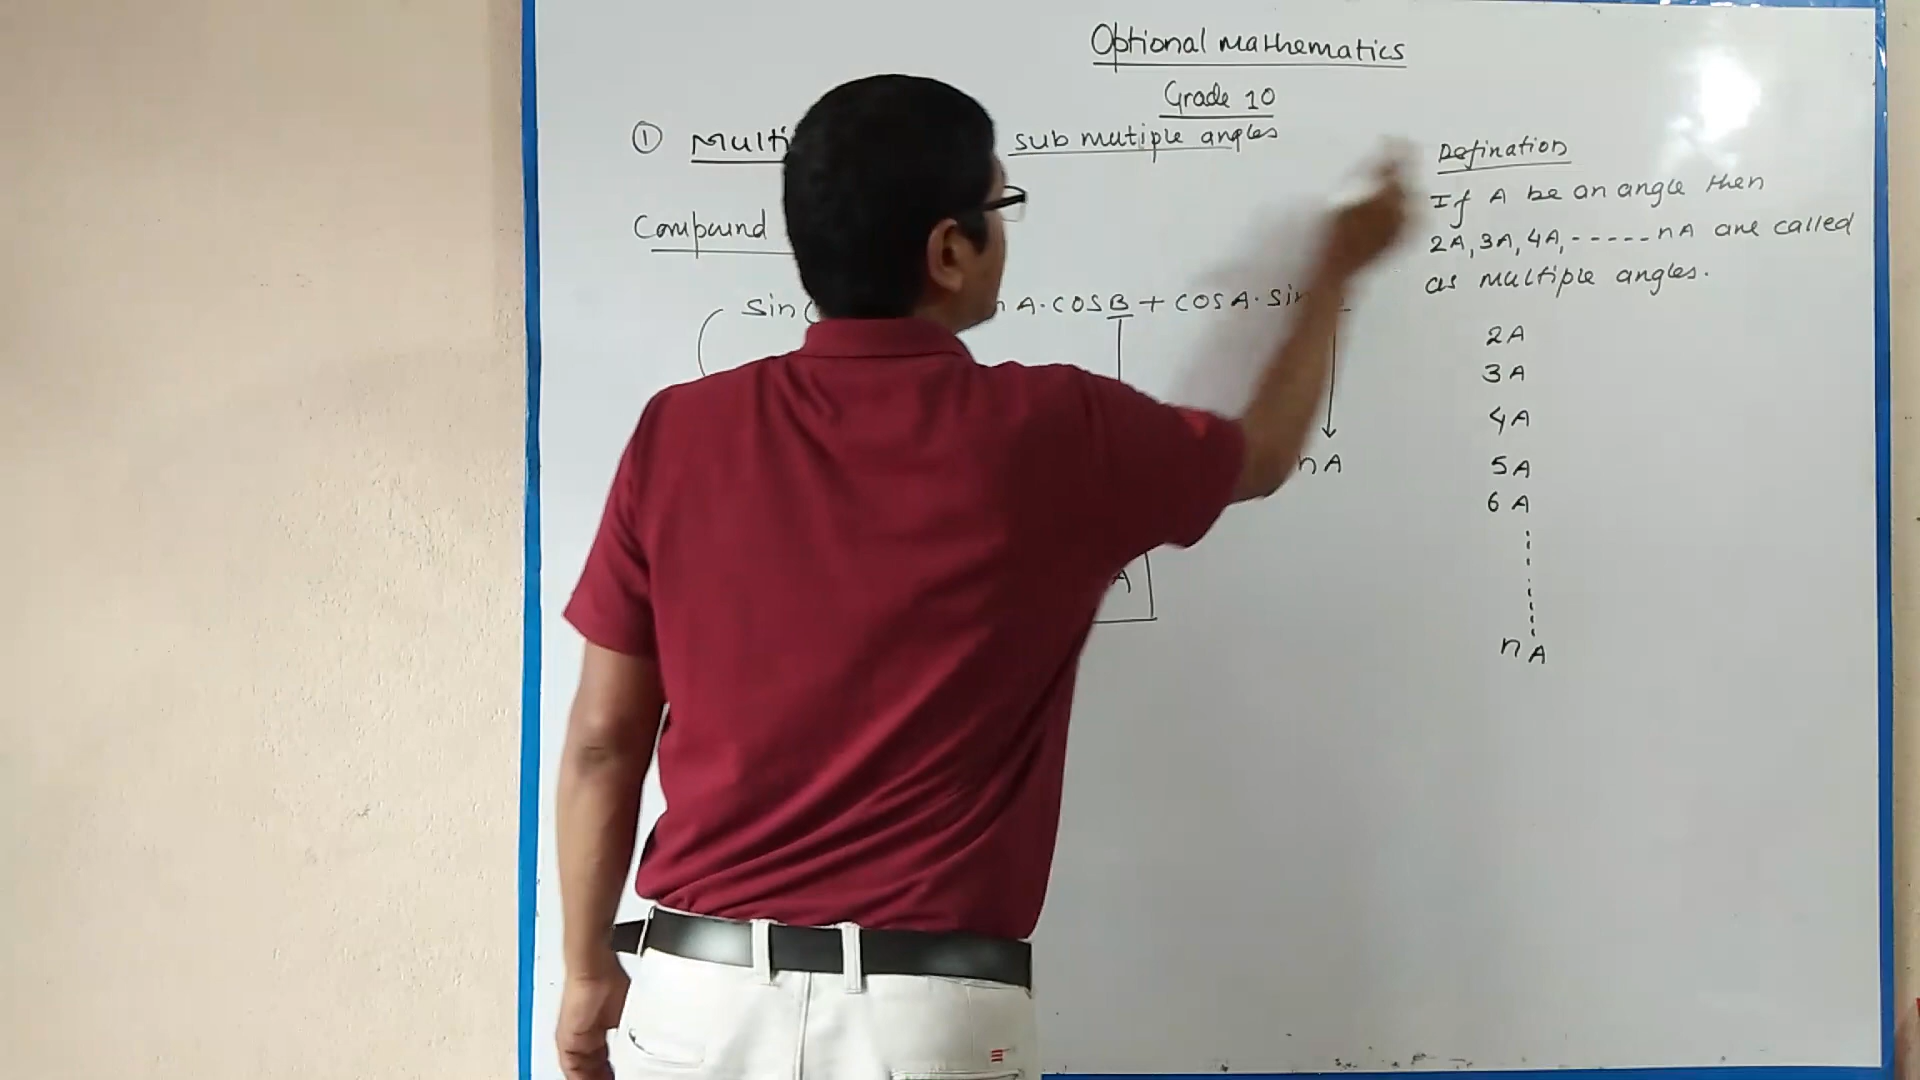 Optional mathematics
Grade 10
① Multi sub mutiple angles
Compound
Sin( A·cosB + cosA·sin
nA
A
Defination
If A be an angle then
2A, 3A, 4A, ----- nA are called
as multiple angles.
2A
3A
4A
5A
6A
nA